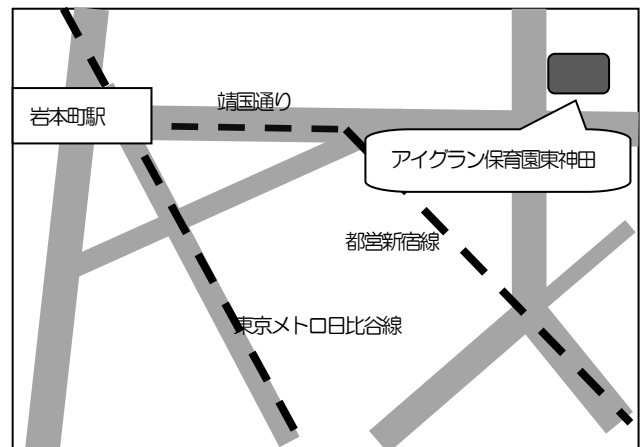 靖国通り
岩本町駅
アイグラン保育園東神田
都営新宿線
東京メトロ日比谷線